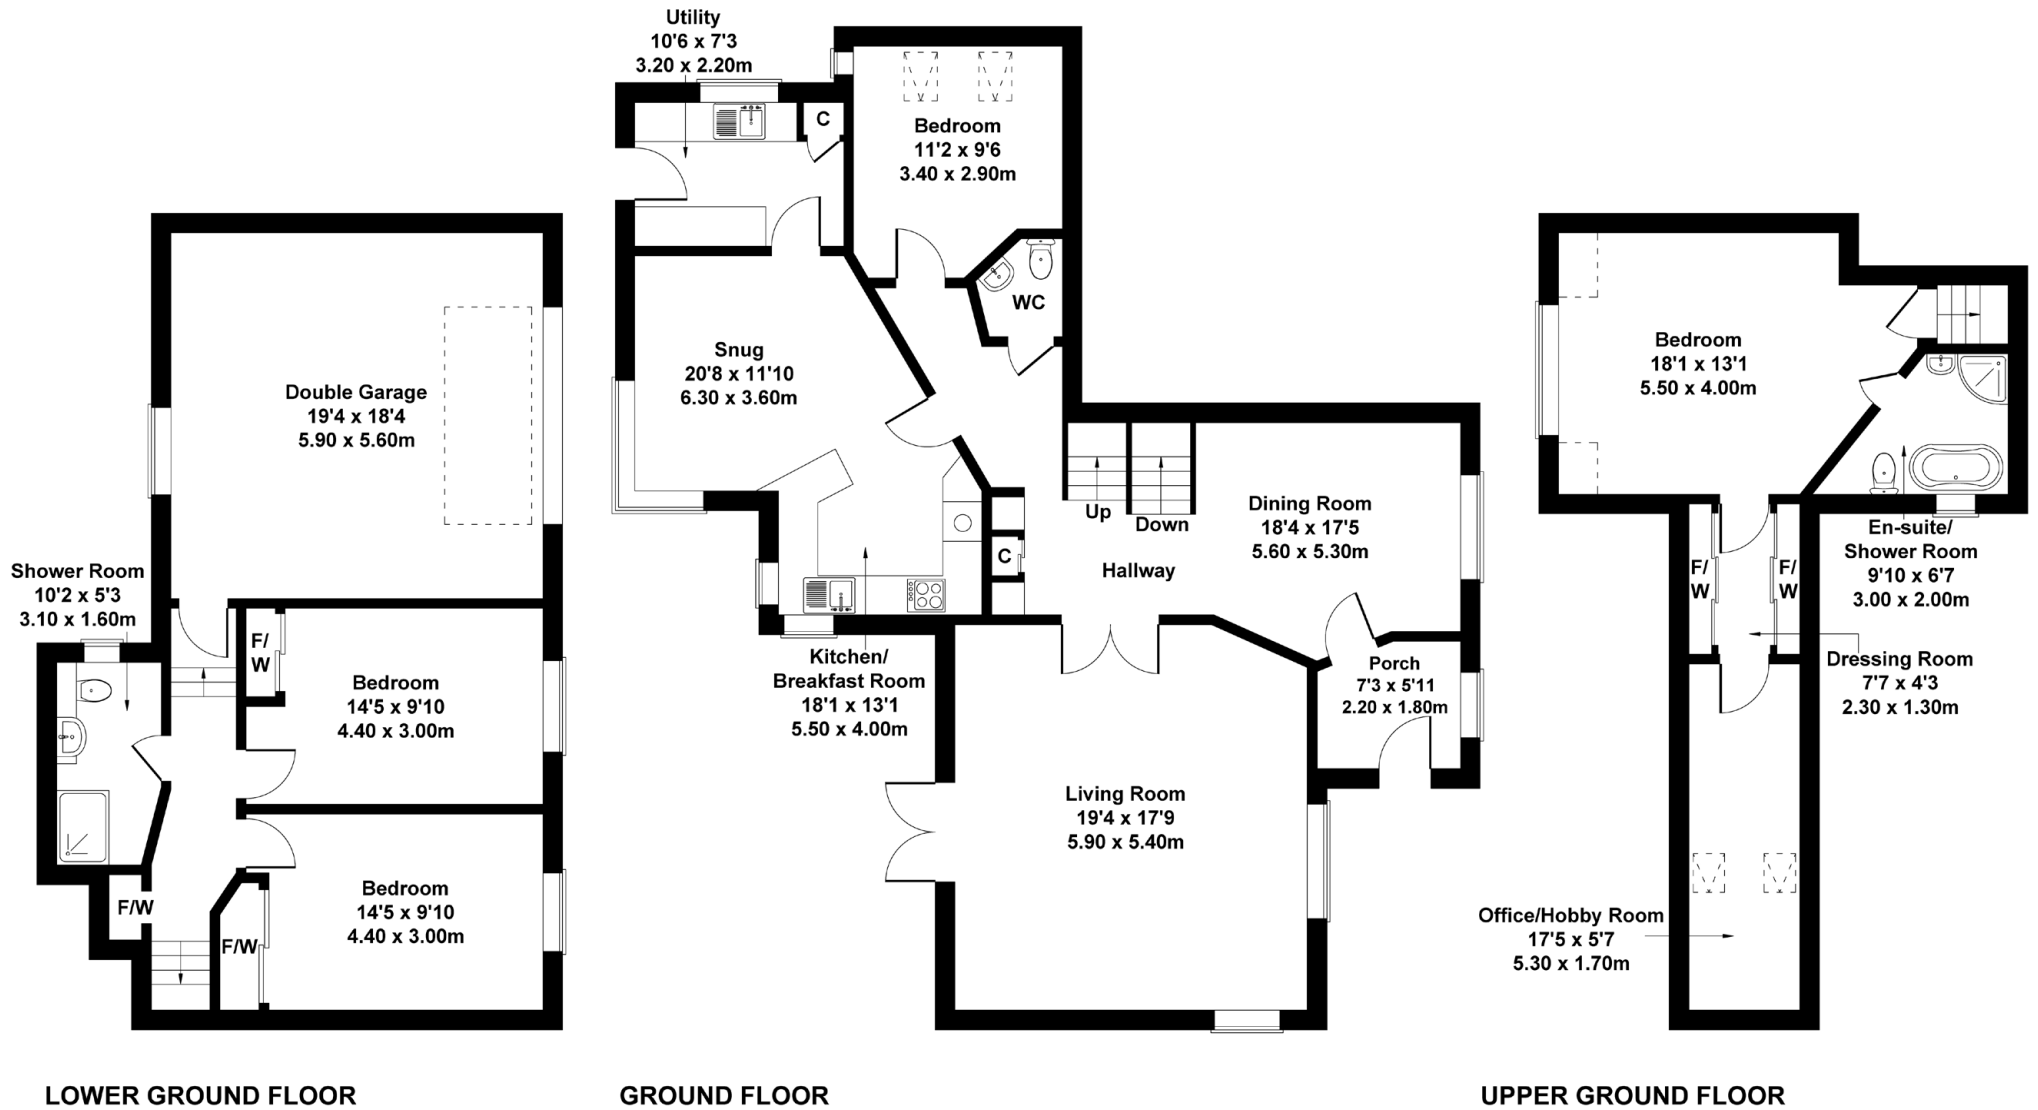 Double Garage
19'4 x 18'4
5.90 x 5.60m
Shower Room
10'2 x 5'3
3.10 x 1.60m
F/
W
Bedroom
14'5 x 9'10
4.40 x 3.00m
Bedroom
14'5 x 9'10
4.40 x 3.00m
F/W
F/W
LOWER GROUND FLOOR
Utility
10'6 x 7'3
3.20 x 2.20m
C
Bedroom
11'2 x 9'6
3.40 x 2.90m
WC
Snug
20'8 x 11'10
6.30 x 3.60m
Up
Down
Dining Room
18'4 x 17'5
5.60 x 5.30m
C
Hallway
Kitchen/
Breakfast Room
18'1 x 13'1
5.50 x 4.00m
Porch
7'3 x 5'11
2.20 x 1.80m
Living Room
19'4 x 17'9
5.90 x 5.40m
GROUND FLOOR
Bedroom
18'1 x 13'1
5.50 x 4.00m
En-suite/
Shower Room
9'10 x 6'7
3.00 x 2.00m
F/
W
F/
W
Dressing Room
7'7 x 4'3
2.30 x 1.30m
Office/Hobby Room
17'5 x 5'7
5.30 x 1.70m
UPPER GROUND FLOOR